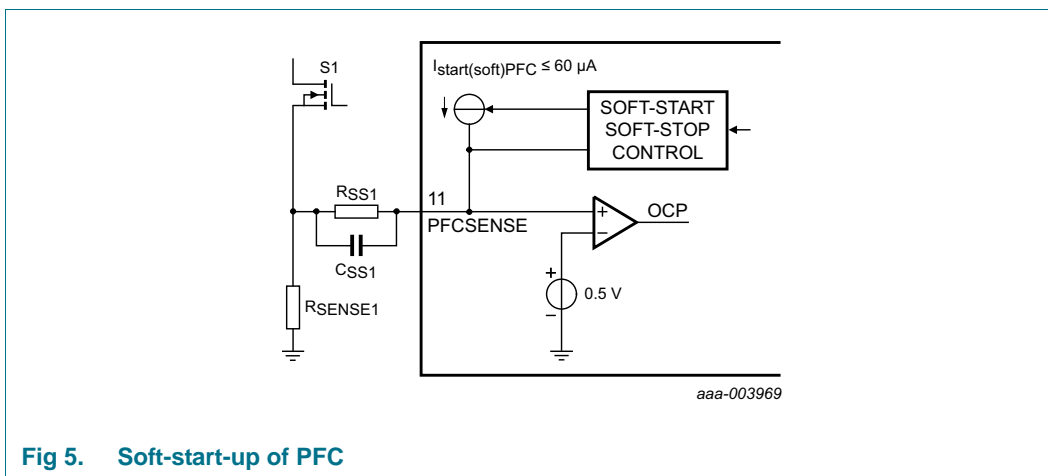 S1
Istart(soft)PFC ≤ 60 µA
SOFT-START
SOFT-STOP
CONTROL
RSS1
11
PFCSENSE
OCP
+
−
CSS1
+
0.5 V
−
RSENSE1
aaa-003969
Fig 5. Soft-start-up of PFC